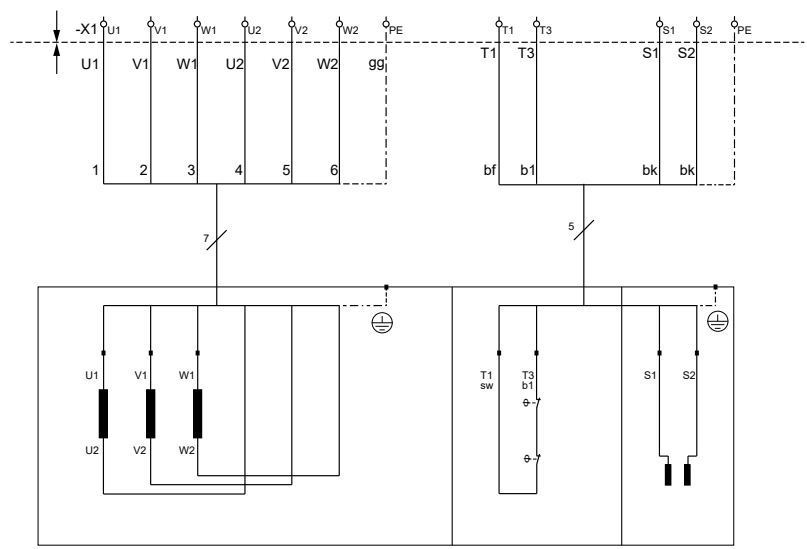 -X1 U1 V1 W1 U2 V2 W2 PE T1 T3 S1 S2 PE
U1 V1 W1 U2 V2 W2 gg T1 T3 S1 S2
1 2 3 4 5 6 bf b1 bk bk
7 5
U1 V1 W1 T1 T3 S1 S2
sw b1
U2 V2 W2